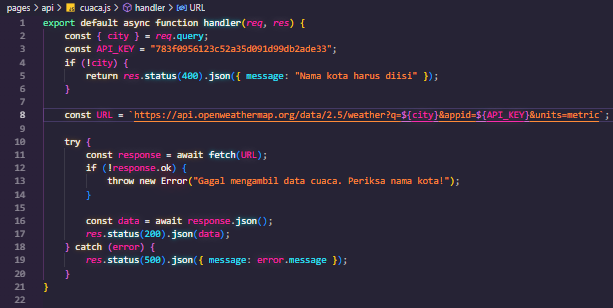 pages > api > cuaca.js > handler > URL
1 export default async function handler(req, res) {
2 const { city } = req.query;
3 const API_KEY = "783f0956123c52a35d091d99db2ade33";
4 if (!city) {
5 return res.status(400).json({ message: "Nama kota harus diisi" });
6 }
7
8 const URL = `https://api.openweathermap.org/data/2.5/weather?q=${city}&appid=${API_KEY}&units=metric`;
9
10 try {
11 const response = await fetch(URL);
12 if (!response.ok) {
13 throw new Error("Gagal mengambil data cuaca. Periksa nama kota!");
14 }
15
16 const data = await response.json();
17 res.status(200).json(data);
18 } catch (error) {
19 res.status(500).json({ message: error.message });
20 }
21 }
22